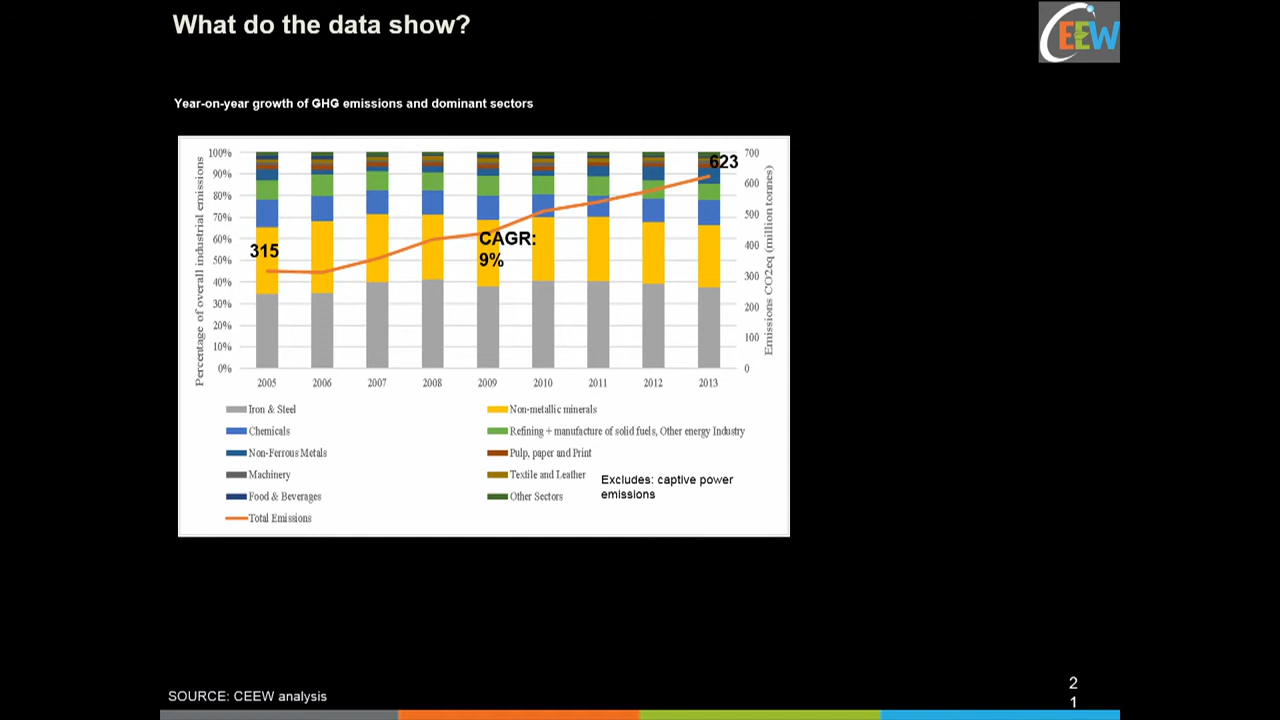 What do the data show?
CEEW
Year-on-year growth of GHG emissions and dominant sectors
Percentage of overall industrial emissions
100%
90%
80%
70%
60%
50%
40%
30%
20%
10%
0%
315
CAGR:
9%
623
700
600
500
400
300
200
100
0
Emissions CO2eq (million tonnes)
2005 2006 2007 2008 2009 2010 2011 2012 2013
Iron & Steel
Non-metallic minerals
Chemicals
Refining + manufacture of solid fuels, Other energy Industry
Non-Ferrous Metals
Pulp, paper and Print
Machinery
Textile and Leather
Food & Beverages
Other Sectors
Total Emissions
Excludes: captive power
emissions
SOURCE: CEEW analysis
2
1